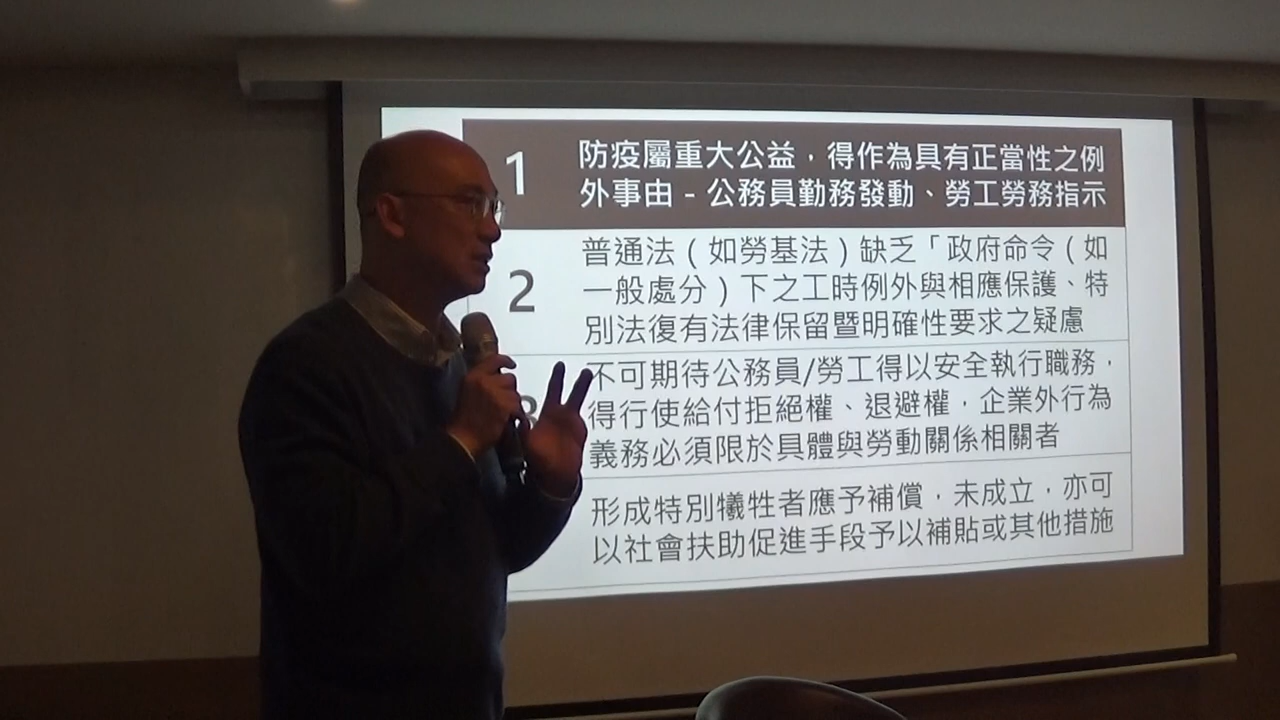 1
防疫屬重大公益，得作為具有正當性之例
外事由 - 公務員勤務發動、勞工勞務指示
2
普通法（如勞基法）缺乏「政府命令（如
一般處分）下之工時例外與相應保護、特
別法復有法律保留暨明確性要求之疑慮
3
不可期待公務員/勞工得以安全執行職務，
得行使給付拒絕權、退避權，企業外行為
義務必須限於具體與勞動關係相關者
形成特別犧牲者應予補償，未成立，亦可
以社會扶助促進手段予以補貼或其他措施